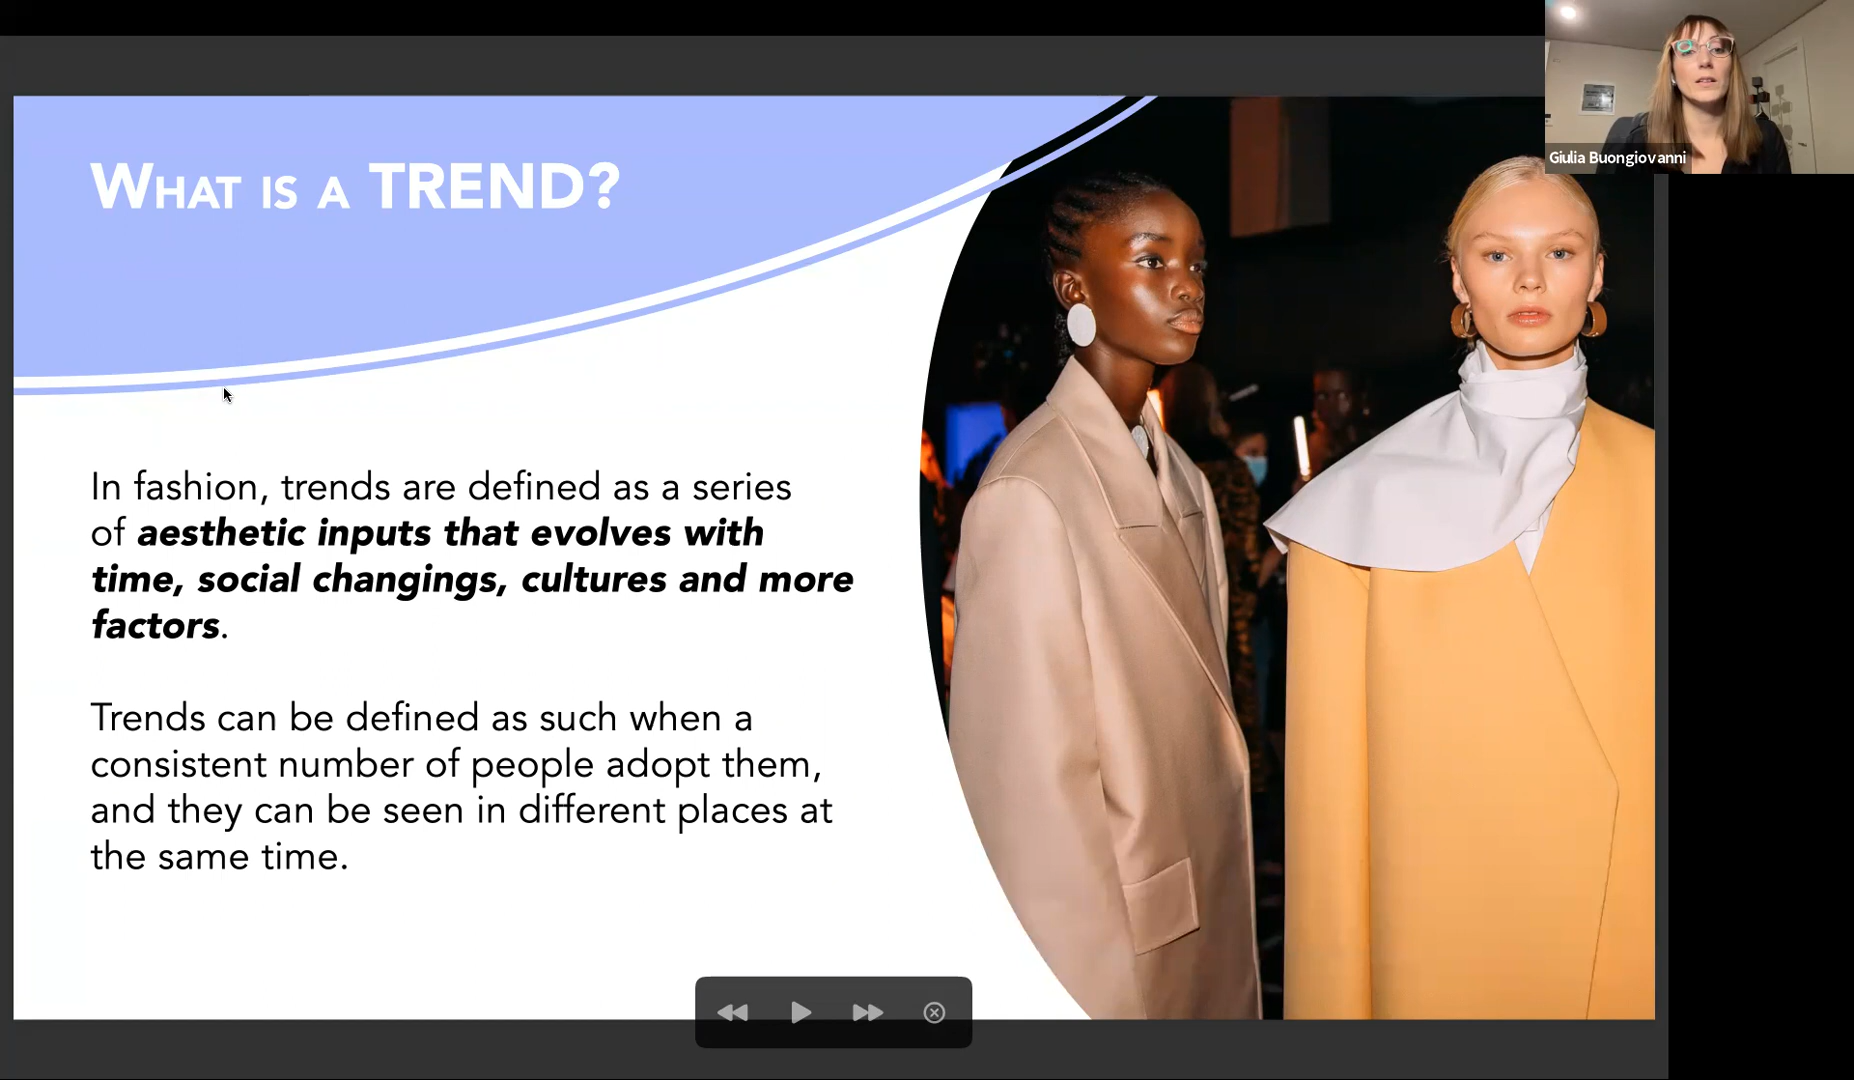 WHAT IS A TREND?
Giulia Buongiovanni
In fashion, trends are defined as a series
of aesthetic inputs that evolves with
time, social changings, cultures and more
factors.
Trends can be defined as such when a
consistent number of people adopt them,
and they can be seen in different places at
the same time.